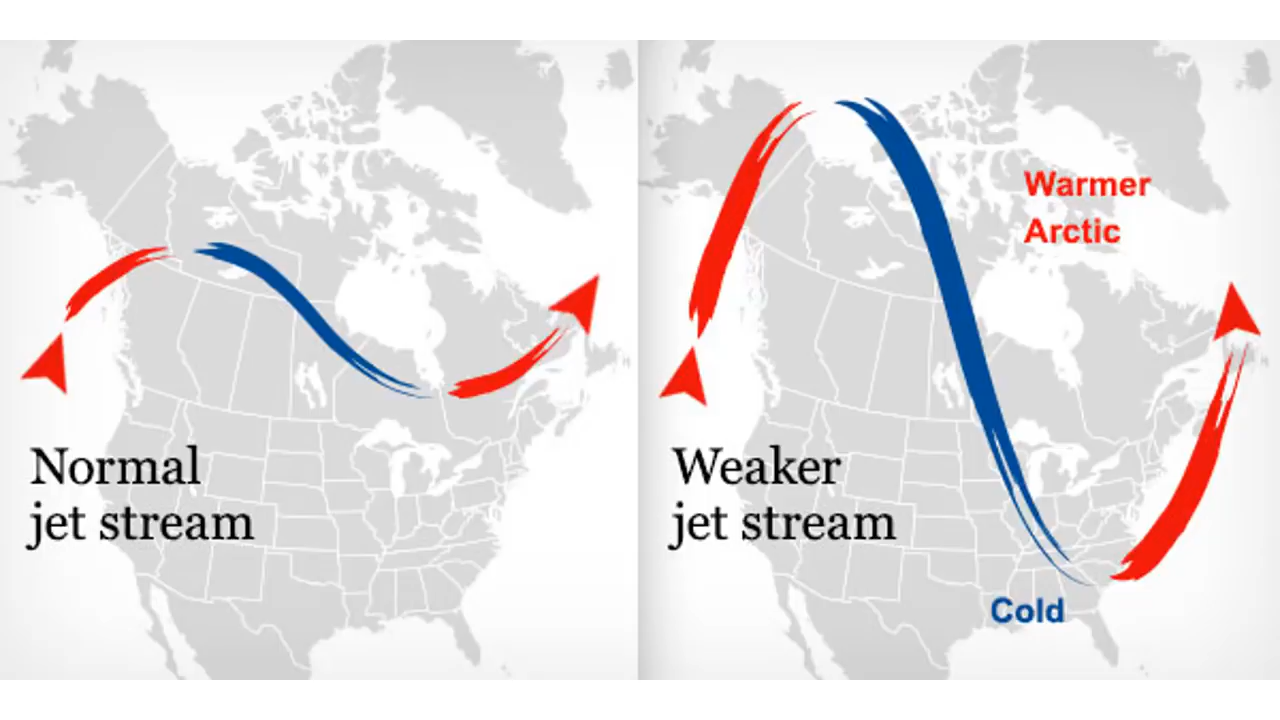 Normal
jet stream
Weaker
jet stream
Warmer
Arctic
Cold